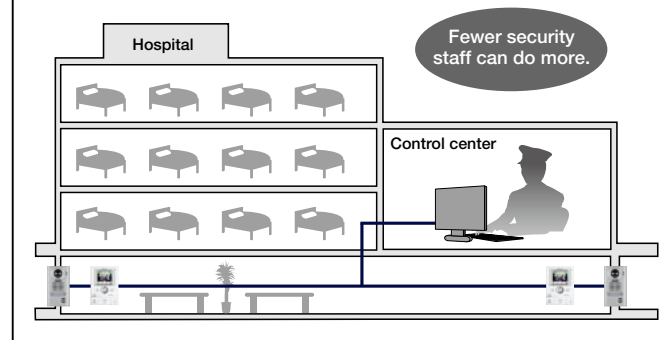 Hospital
Fewer security
staff can do more.
Control center